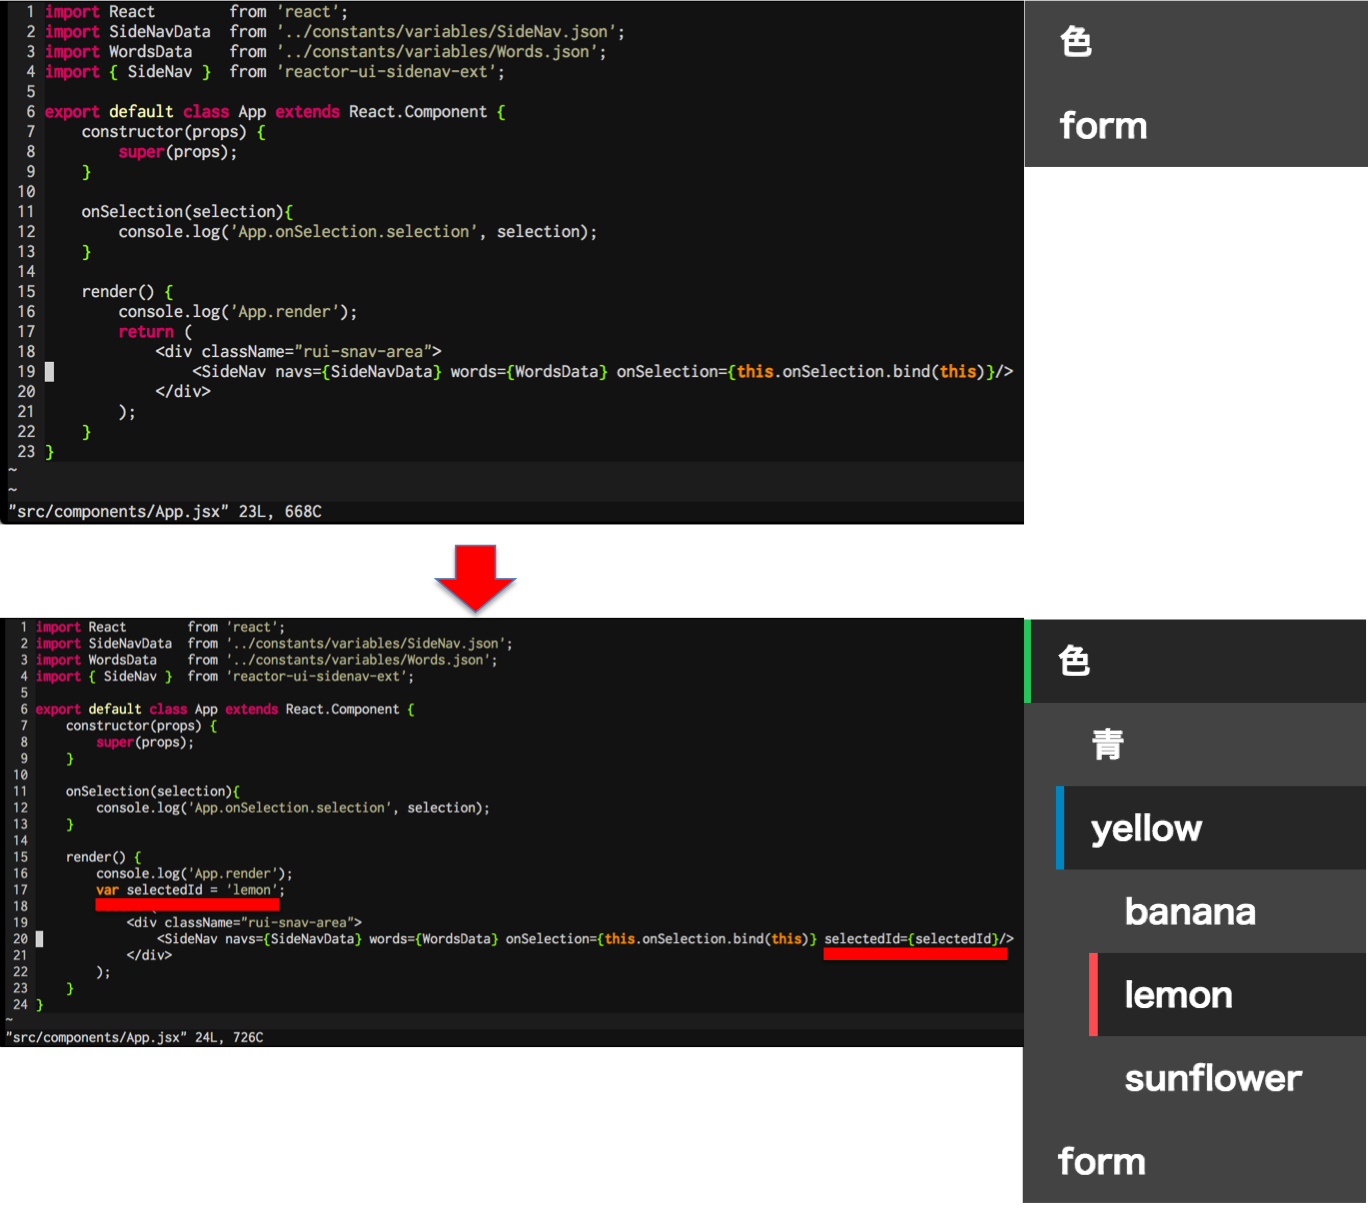 1 import React        from 'react';
2 import SideNavData  from '../constants/variables/SideNav.json';
3 import WordsData    from '../constants/variables/Words.json';
4 import { SideNav }  from 'reactor-ui-sidenav-ext';
5
6 export default class App extends React.Component {
7     constructor(props) {
8         super(props);
9     }
10
11     onSelection(selection){
12         console.log('App.onSelection.selection', selection);
13     }
14
15     render() {
16         console.log('App.render');
17         return (
18             <div className="rui-snav-area">
19                 <SideNav navs={SideNavData} words={WordsData} onSelection={this.onSelection.bind(this)}/>
20             </div>
21         );
22     }
23 }
~
~
"src/components/App.jsx" 23L, 668C
色
form
1 import React        from 'react';
2 import SideNavData  from '../constants/variables/SideNav.json';
3 import WordsData    from '../constants/variables/Words.json';
4 import { SideNav }  from 'reactor-ui-sidenav-ext';
5
6 export default class App extends React.Component {
7     constructor(props) {
8         super(props);
9     }
10
11     onSelection(selection){
12         console.log('App.onSelection.selection', selection);
13     }
14
15     render() {
16         console.log('App.render');
17         var selectedId = 'lemon';
18
19             <div className="rui-snav-area">
20                 <SideNav navs={SideNavData} words={WordsData} onSelection={this.onSelection.bind(this)} selectedId={selectedId}/>
21             </div>
22         );
23     }
24 }
~
"src/components/App.jsx" 24L, 726C
色
青
yellow
banana
lemon
sunflower
form